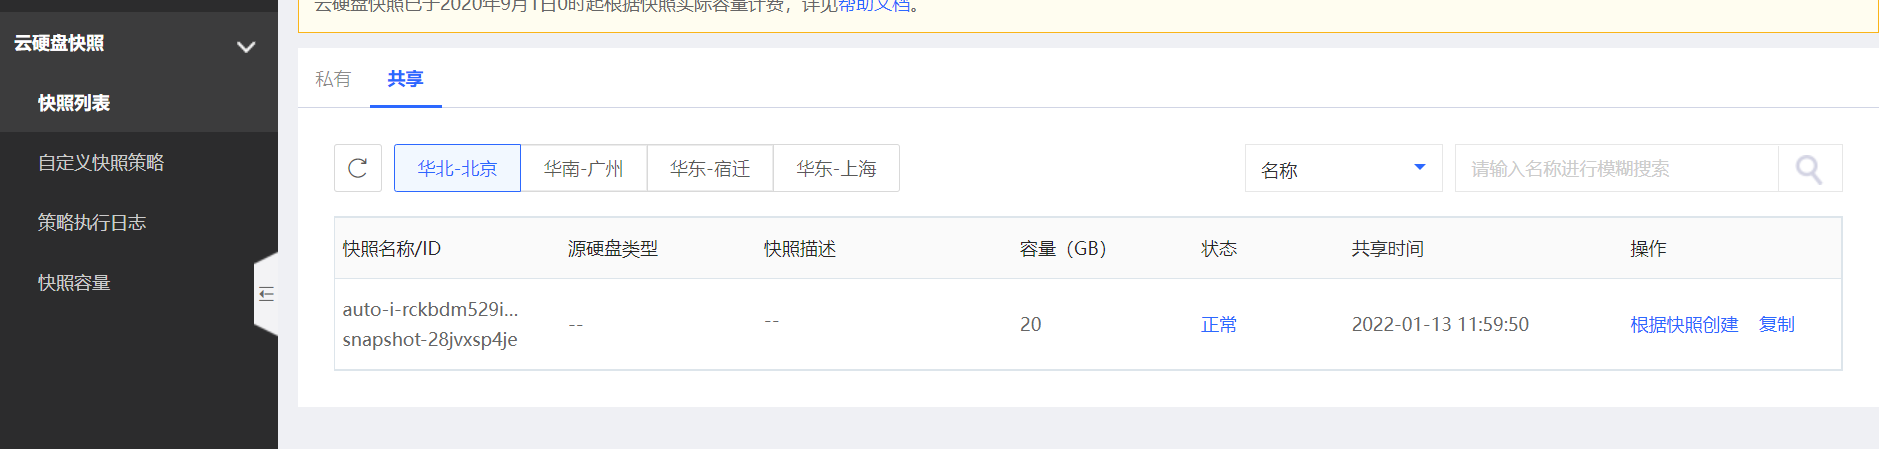 云硬盘快照已于2020年9月1日0时起根据快照实际容量计费，详见帮助文档。
云硬盘快照
快照列表
自定义快照策略
策略执行日志
快照容量
私有 共享
华北-北京 华南-广州 华东-宿迁 华东-上海 名称 请输入名称进行模糊搜索
快照名称/ID 源硬盘类型 快照描述 容量（GB） 状态 共享时间 操作
auto-i-rckbdm529i...
snapshot-28jvxsp4je -- -- 20 正常 2022-01-13 11:59:50 根据快照创建 复制